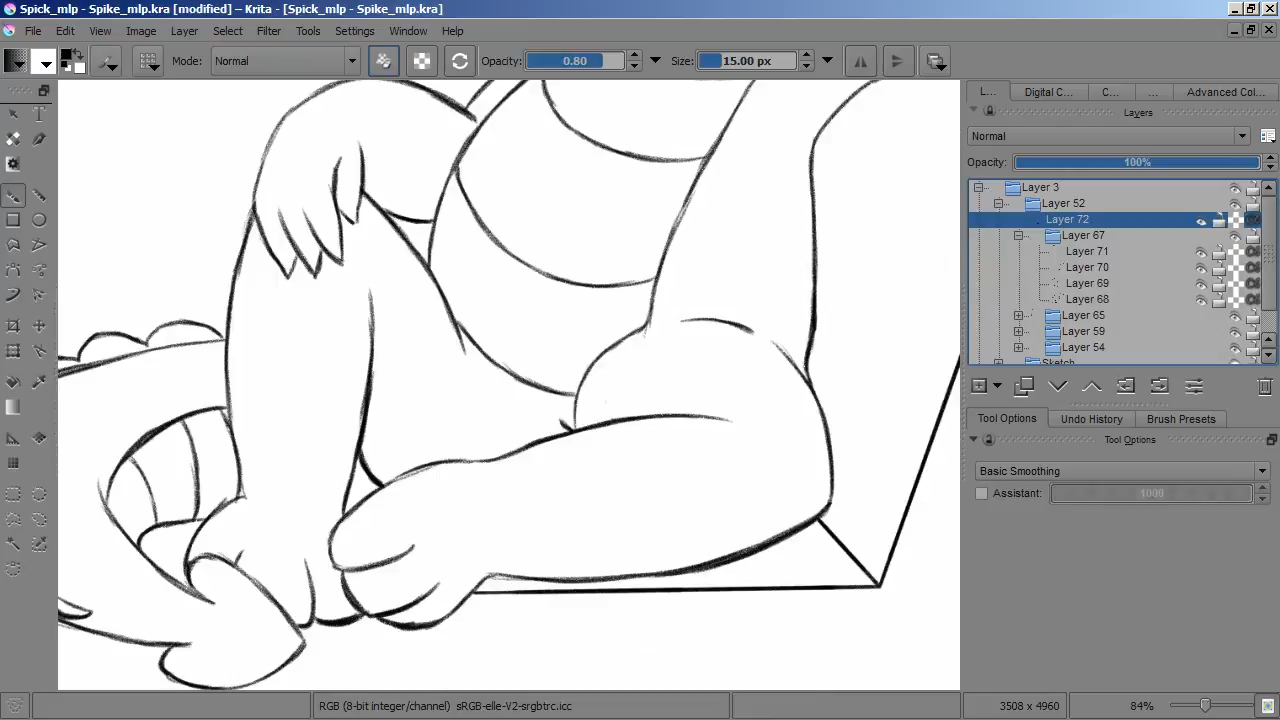 Spick_mlp - Spike_mlp.kra [modified] – Krita - [Spick_mlp - Spike_mlp.kra]
File Edit View Image Layer Select Filter Tools Settings Window Help
Mode: Normal Opacity: 0.80 Size: 15.00 px
L... Digital C... C... ... Advanced Col...
Layers
Normal
Opacity: 100%
Layer 3
Layer 52
Layer 72
Layer 67
Layer 71
Layer 70
Layer 69
Layer 68
Layer 65
Layer 59
Layer 54
Sketch
Tool Options Undo History Brush Presets
Tool Options
Basic Smoothing
Assistant: 1000
RGB (8-bit integer/channel) sRGB-elle-V2-srgbtrc.icc 3508 x 4960 84%